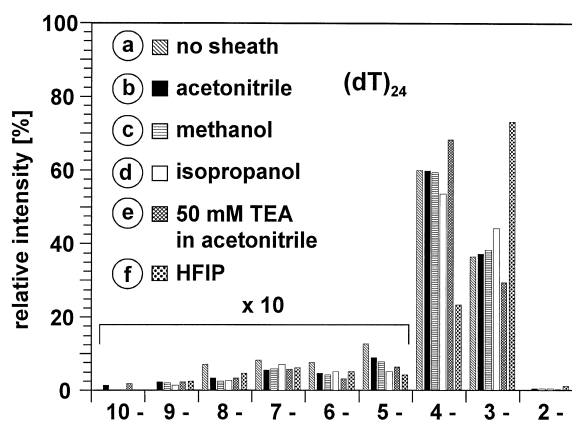 100
80
60
40
20
0
relative intensity [%]
a no sheath
b acetonitrile
c methanol
d isopropanol
e 50 mM TEA
in acetonitrile
f HFIP
(dT)₂₄
x 10
10 - 9 - 8 - 7 - 6 - 5 - 4 - 3 - 2 -